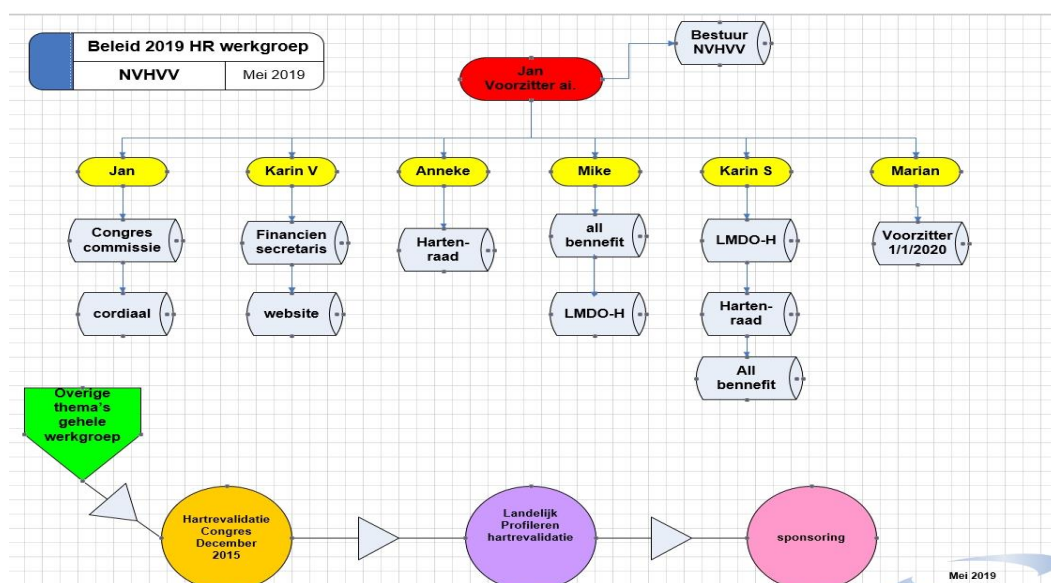 Beleid 2019 HR werkgroep
NVHVV
Mei 2019
Bestuur
NVHVV
Jan
Voorzitter ai.
Jan
Karin V
Anneke
Mike
Karin S
Marian
Congres
commissie
Financien
secretaris
Harten-
raad
all
bennefit
LMDO-H
Voorzitter
1/1/2020
cordiaal
website
LMDO-H
Harten-
raad
All
bennefit
Overige
thema's
gehele
werkgroep
Hartrevalidatie
Congres
December
2015
Landelijk
Profileren
hartrevalidatie
sponsoring
Mei 2019